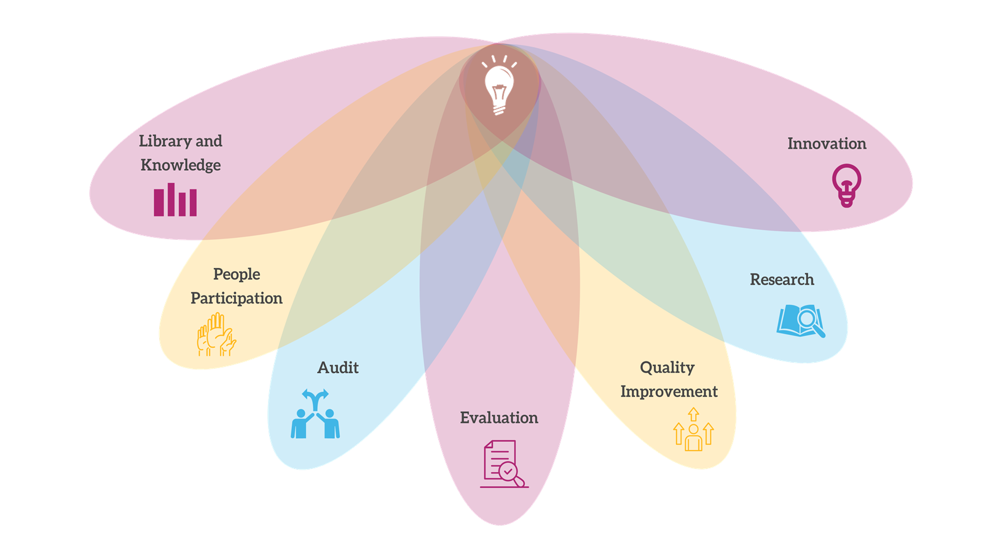 Library and
Knowledge
People
Participation
Audit
Evaluation
Quality
Improvement
Research
Innovation